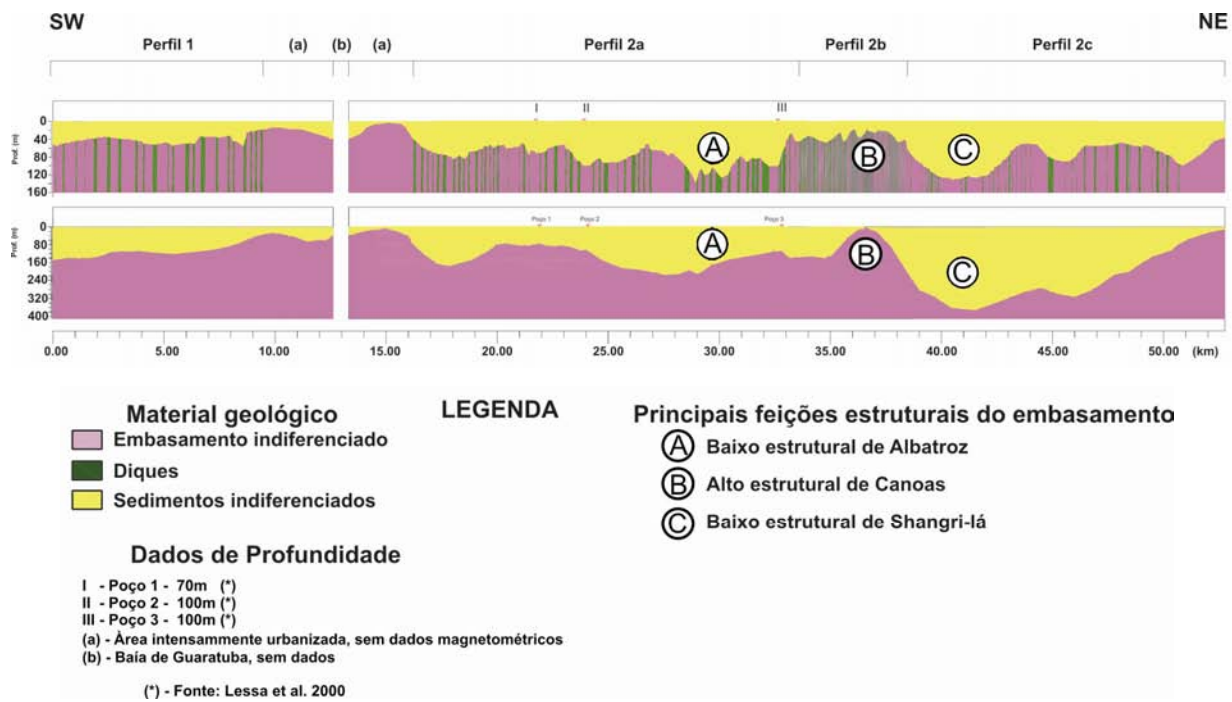 SW NE
Perfil 1 (a) (b) (a) Perfil 2a Perfil 2b Perfil 2c
I II III
Prof. (m)
0
40
80
120
160
A B C
Poço 1 Poço 2 Poço 3
Prof. (m)
0
80
160
240
320
400
A B C
0.00 5.00 10.00 15.00 20.00 25.00 30.00 35.00 40.00 45.00 50.00 (km)
LEGENDA
Material geológico
Embasamento indiferenciado
Diques
Sedimentos indiferenciados
Principais feições estruturais do embasamento
A Baixo estrutural de Albatroz
B Alto estrutural de Canoas
C Baixo estrutural de Shangri-lá
Dados de Profundidade
I - Poço 1 - 70m (*)
II - Poço 2 - 100m (*)
III - Poço 3 - 100m (*)
(a) - Àrea intensammente urbanizada, sem dados magnetométricos
(b) - Baía de Guaratuba, sem dados
(*) - Fonte: Lessa et al. 2000